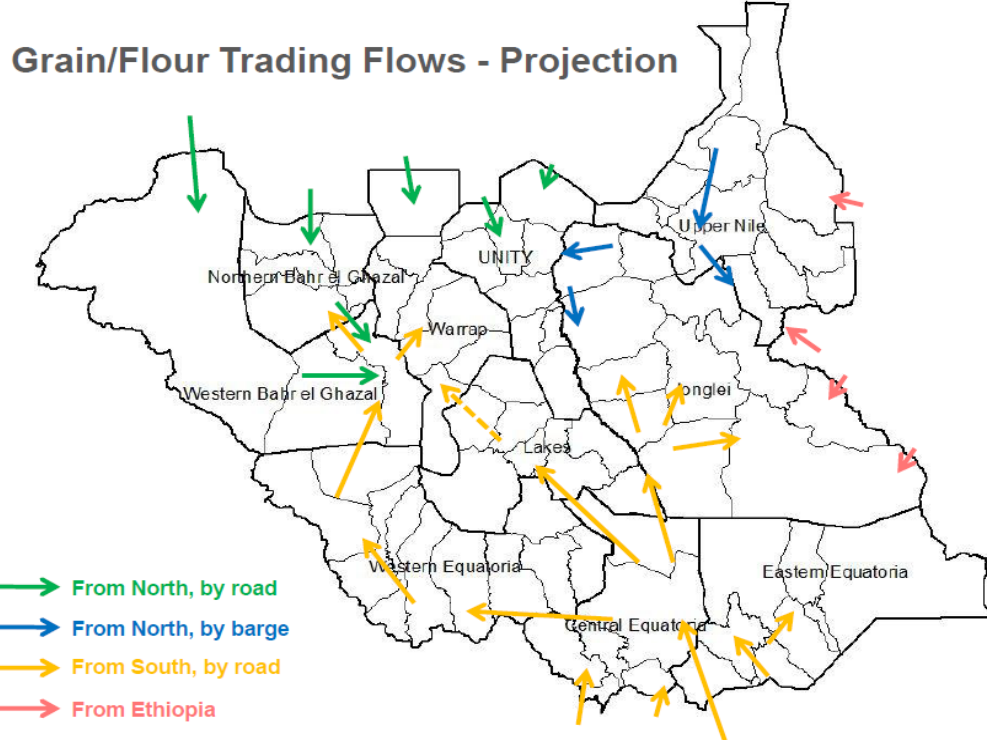 Grain/Flour Trading Flows - Projection
Upper Nile
UNITY
Northern Bahr el Ghazal
Warrap
Western Bahr el Ghazal
Jonglei
Lakes
Western Equatoria
Eastern Equatoria
Central Equatoria
From North, by road
From North, by barge
From South, by road
From Ethiopia